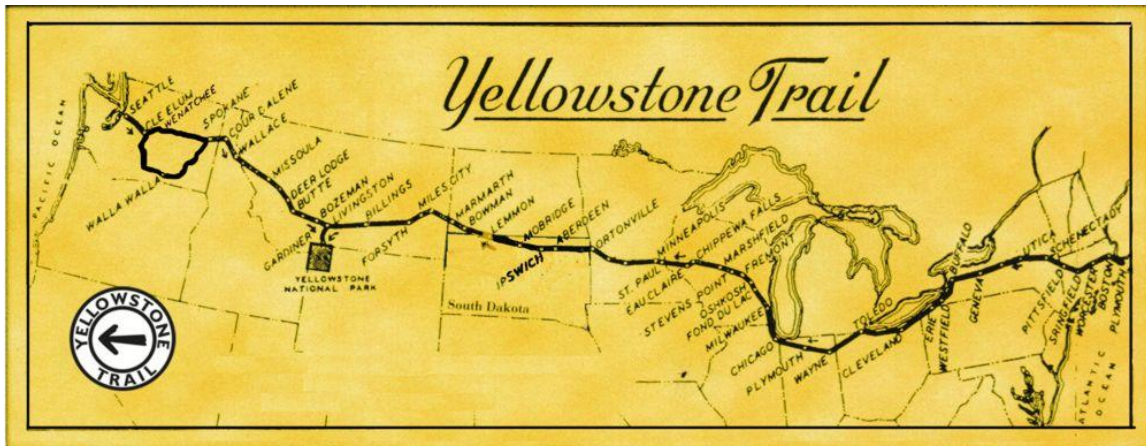 Yellowstone Trail
PACIFIC OCEAN
SEATTLE
CLE ELUM
WENATCHEE
SPOKANE
COUR D'ALENE
WALLACE
WALLA WALLA
MISSOULA
DEER LODGE
BUTTE
BOZEMAN
LIVINGSTON
BILLINGS
GARDINER
FORSYTH
MILES CITY
YELLOWSTONE
NATIONAL PARK
MARMARTH
BOWMAN
LEMMON
MOBRIDGE
IPSWICH
ABERDEEN
ORTONVILLE
South Dakota
MINNEAPOLIS
ST. PAUL
CHIPPEWA FALLS
EAU CLAIRE
MARSHFIELD
STEVENS POINT
FREMONT
OSHKOSH
FOND DU LAC
MILWAUKEE
CHICAGO
PLYMOUTH
WAYNE
TOLEDO
CLEVELAND
ERIE
WESTFIELD
BUFFALO
GENEVA
UTICA
SCHENECTADY
PITTSFIELD
SRINGFIELD
WORCESTER
BOSTON
PLYMOUTH
ATLANTIC
OCEAN
YELLOWSTONE
TRAIL